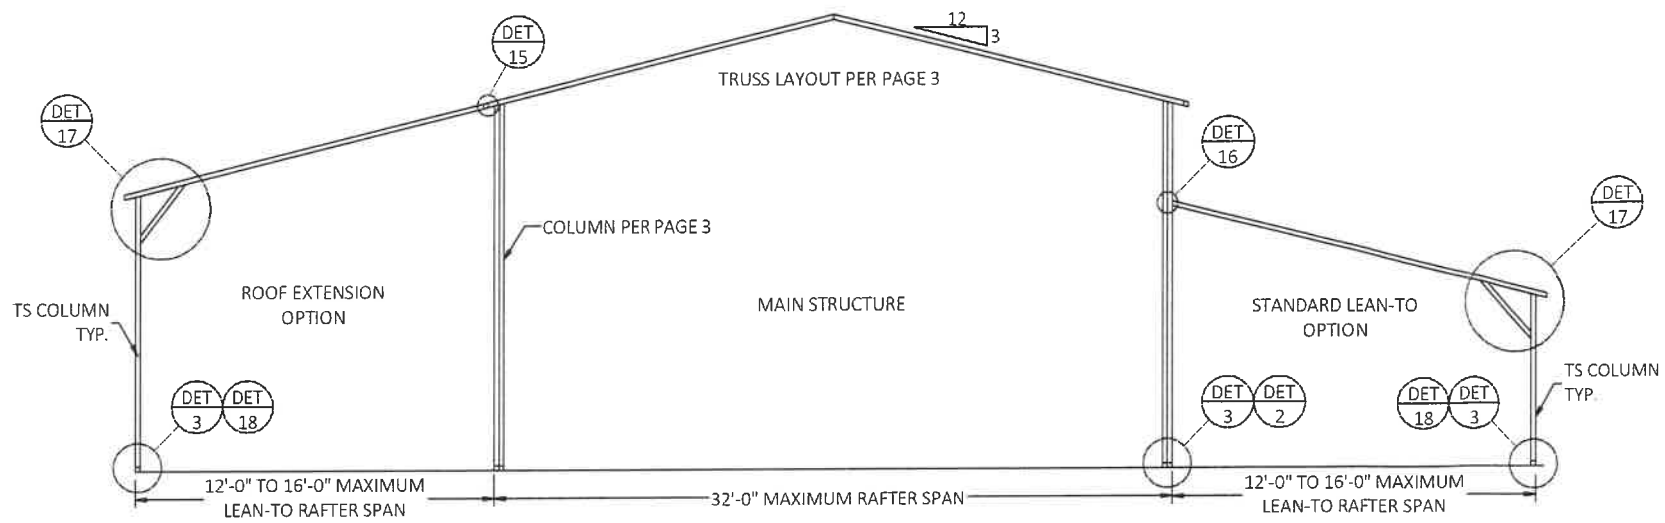 DET
15
12
3
TRUSS LAYOUT PER PAGE 3
DET
17
DET
16
DET
17
COLUMN PER PAGE 3
ROOF EXTENSION
OPTION
MAIN STRUCTURE
STANDARD LEAN-TO
OPTION
TS COLUMN
TYP.
TS COLUMN
TYP.
DET
3
DET
18
DET
3
DET
2
DET
18
DET
3
12'-0" TO 16'-0" MAXIMUM
LEAN-TO RAFTER SPAN
32'-0" MAXIMUM RAFTER SPAN
12'-0" TO 16'-0" MAXIMUM
LEAN-TO RAFTER SPAN